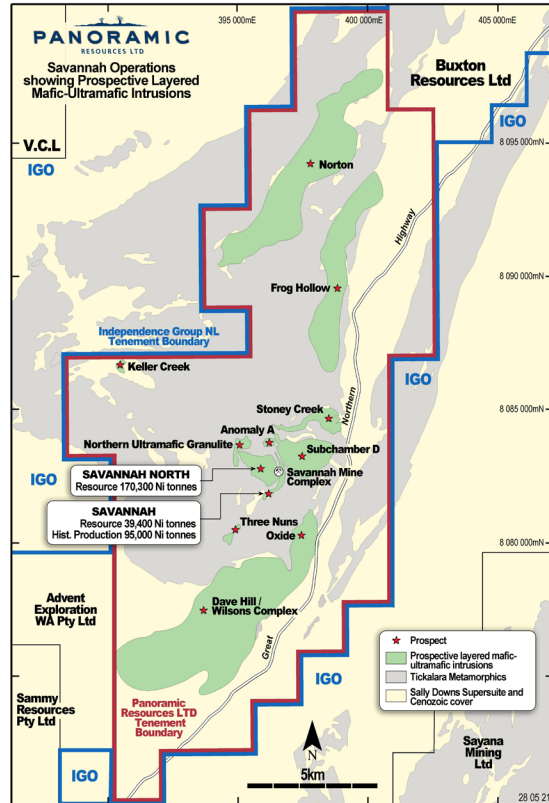 395 000mE
400 000mE
405 000mE
PANORAMIC
RESOURCES LTD
Savannah Operations
showing Prospective Layered
Mafic-Ultramafic Intrusions
Buxton
Resources Ltd
IGO
V.C.L
IGO
8 095 000mN
Norton
Highway
8 090 000mN
Frog Hollow
Independence Group NL
Tenement Boundary
Keller Creek
IGO
Northern
8 085 000mN
Stoney Creek
Anomaly A
Northern Ultramafic Granulite
Subchamber D
SAVANNAH NORTH
Resource 170,300 Ni tonnes
Savannah Mine
Complex
IGO
SAVANNAH
Resource 39,400 Ni tonnes
Hist. Production 95,000 Ni tonnes
Three Nuns
Oxide
8 080 000mN
Advent
Exploration
WA Pty Ltd
Dave Hill /
Wilsons Complex
Great
Prospect
Prospective layered mafic-
ultramafic intrusions
Tickalara Metamorphics
Sally Downs Supersuite and
Cenozoic cover
IGO
Sammy
Resources
Pty Ltd
Panoramic
Resources LTD
Tenement
Boundary
N
Sayana
Mining
Ltd
IGO
5km
28 05 21